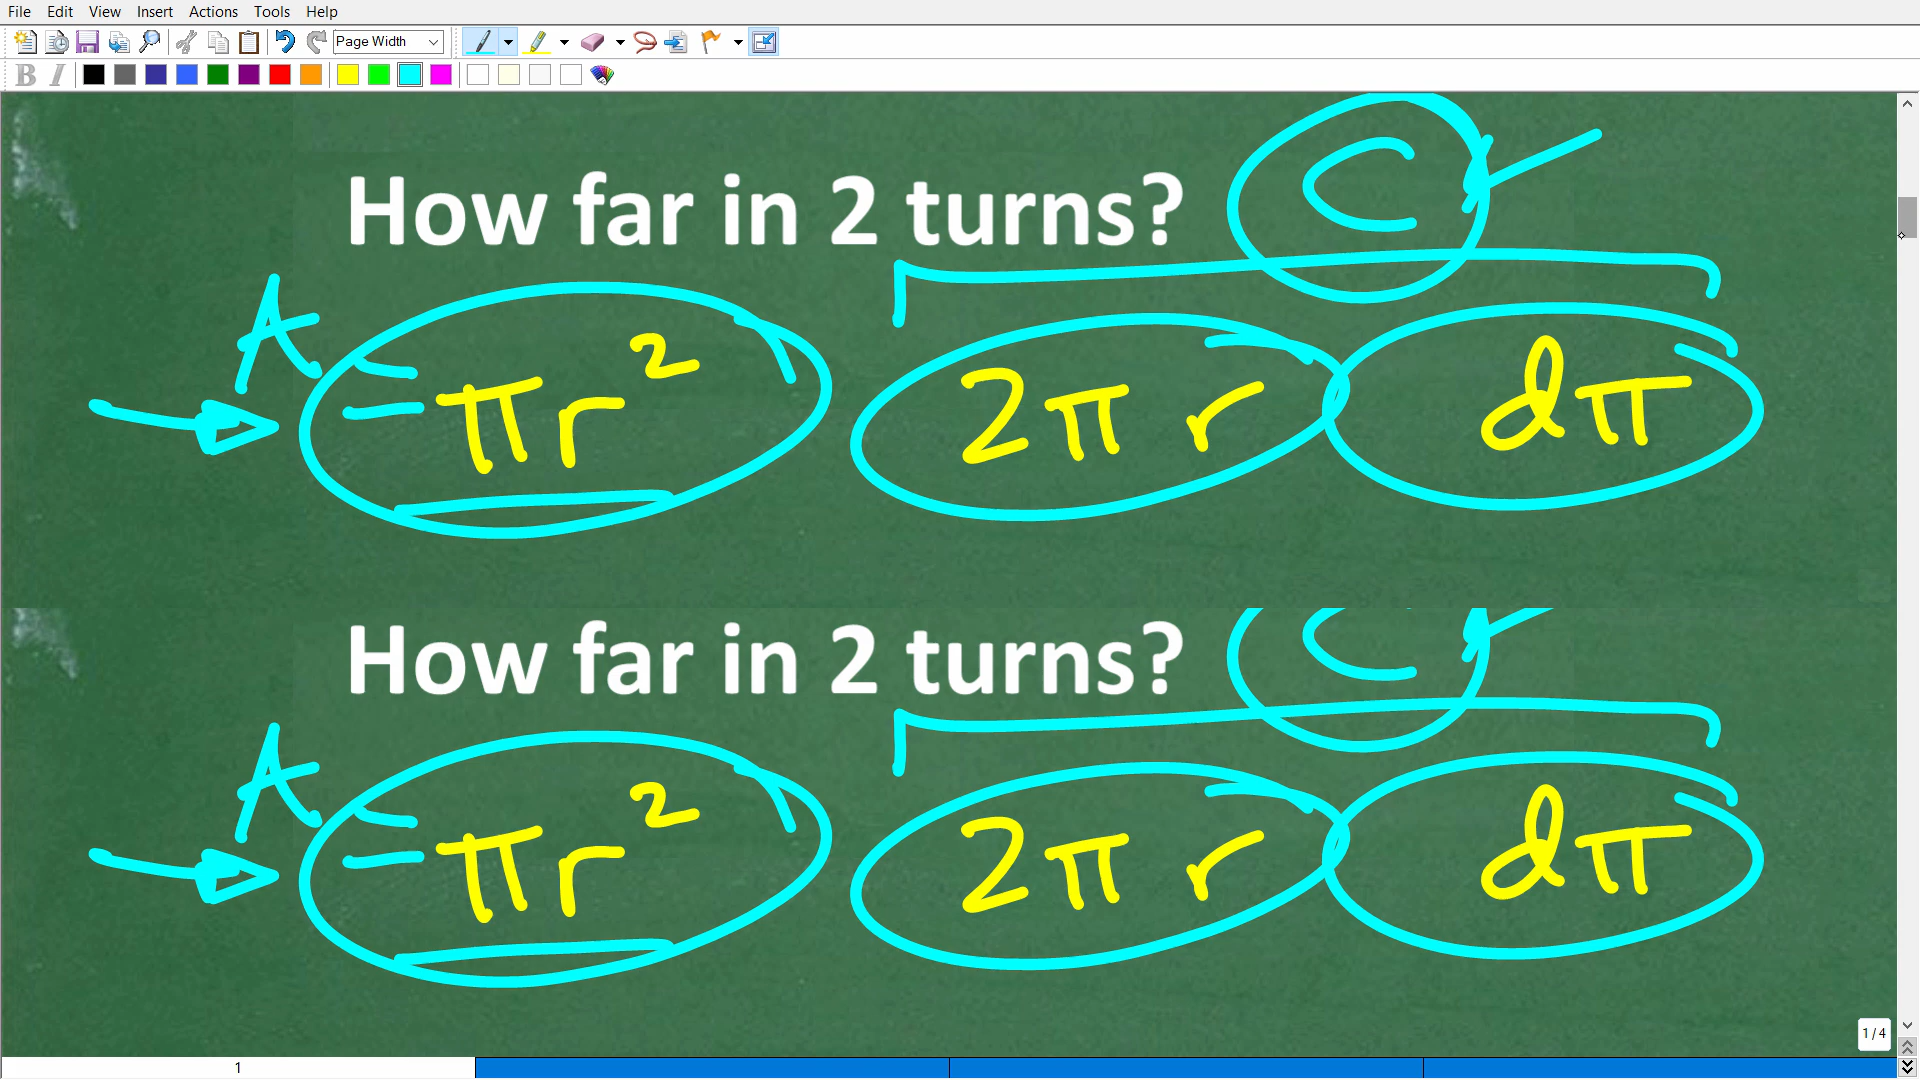 File Edit View Insert Actions Tools Help
Page Width
B I
How far in 2 turns? C
A = πr² 2πr dπ
How far in 2 turns? C
A = πr² 2πr dπ
1 / 4
1